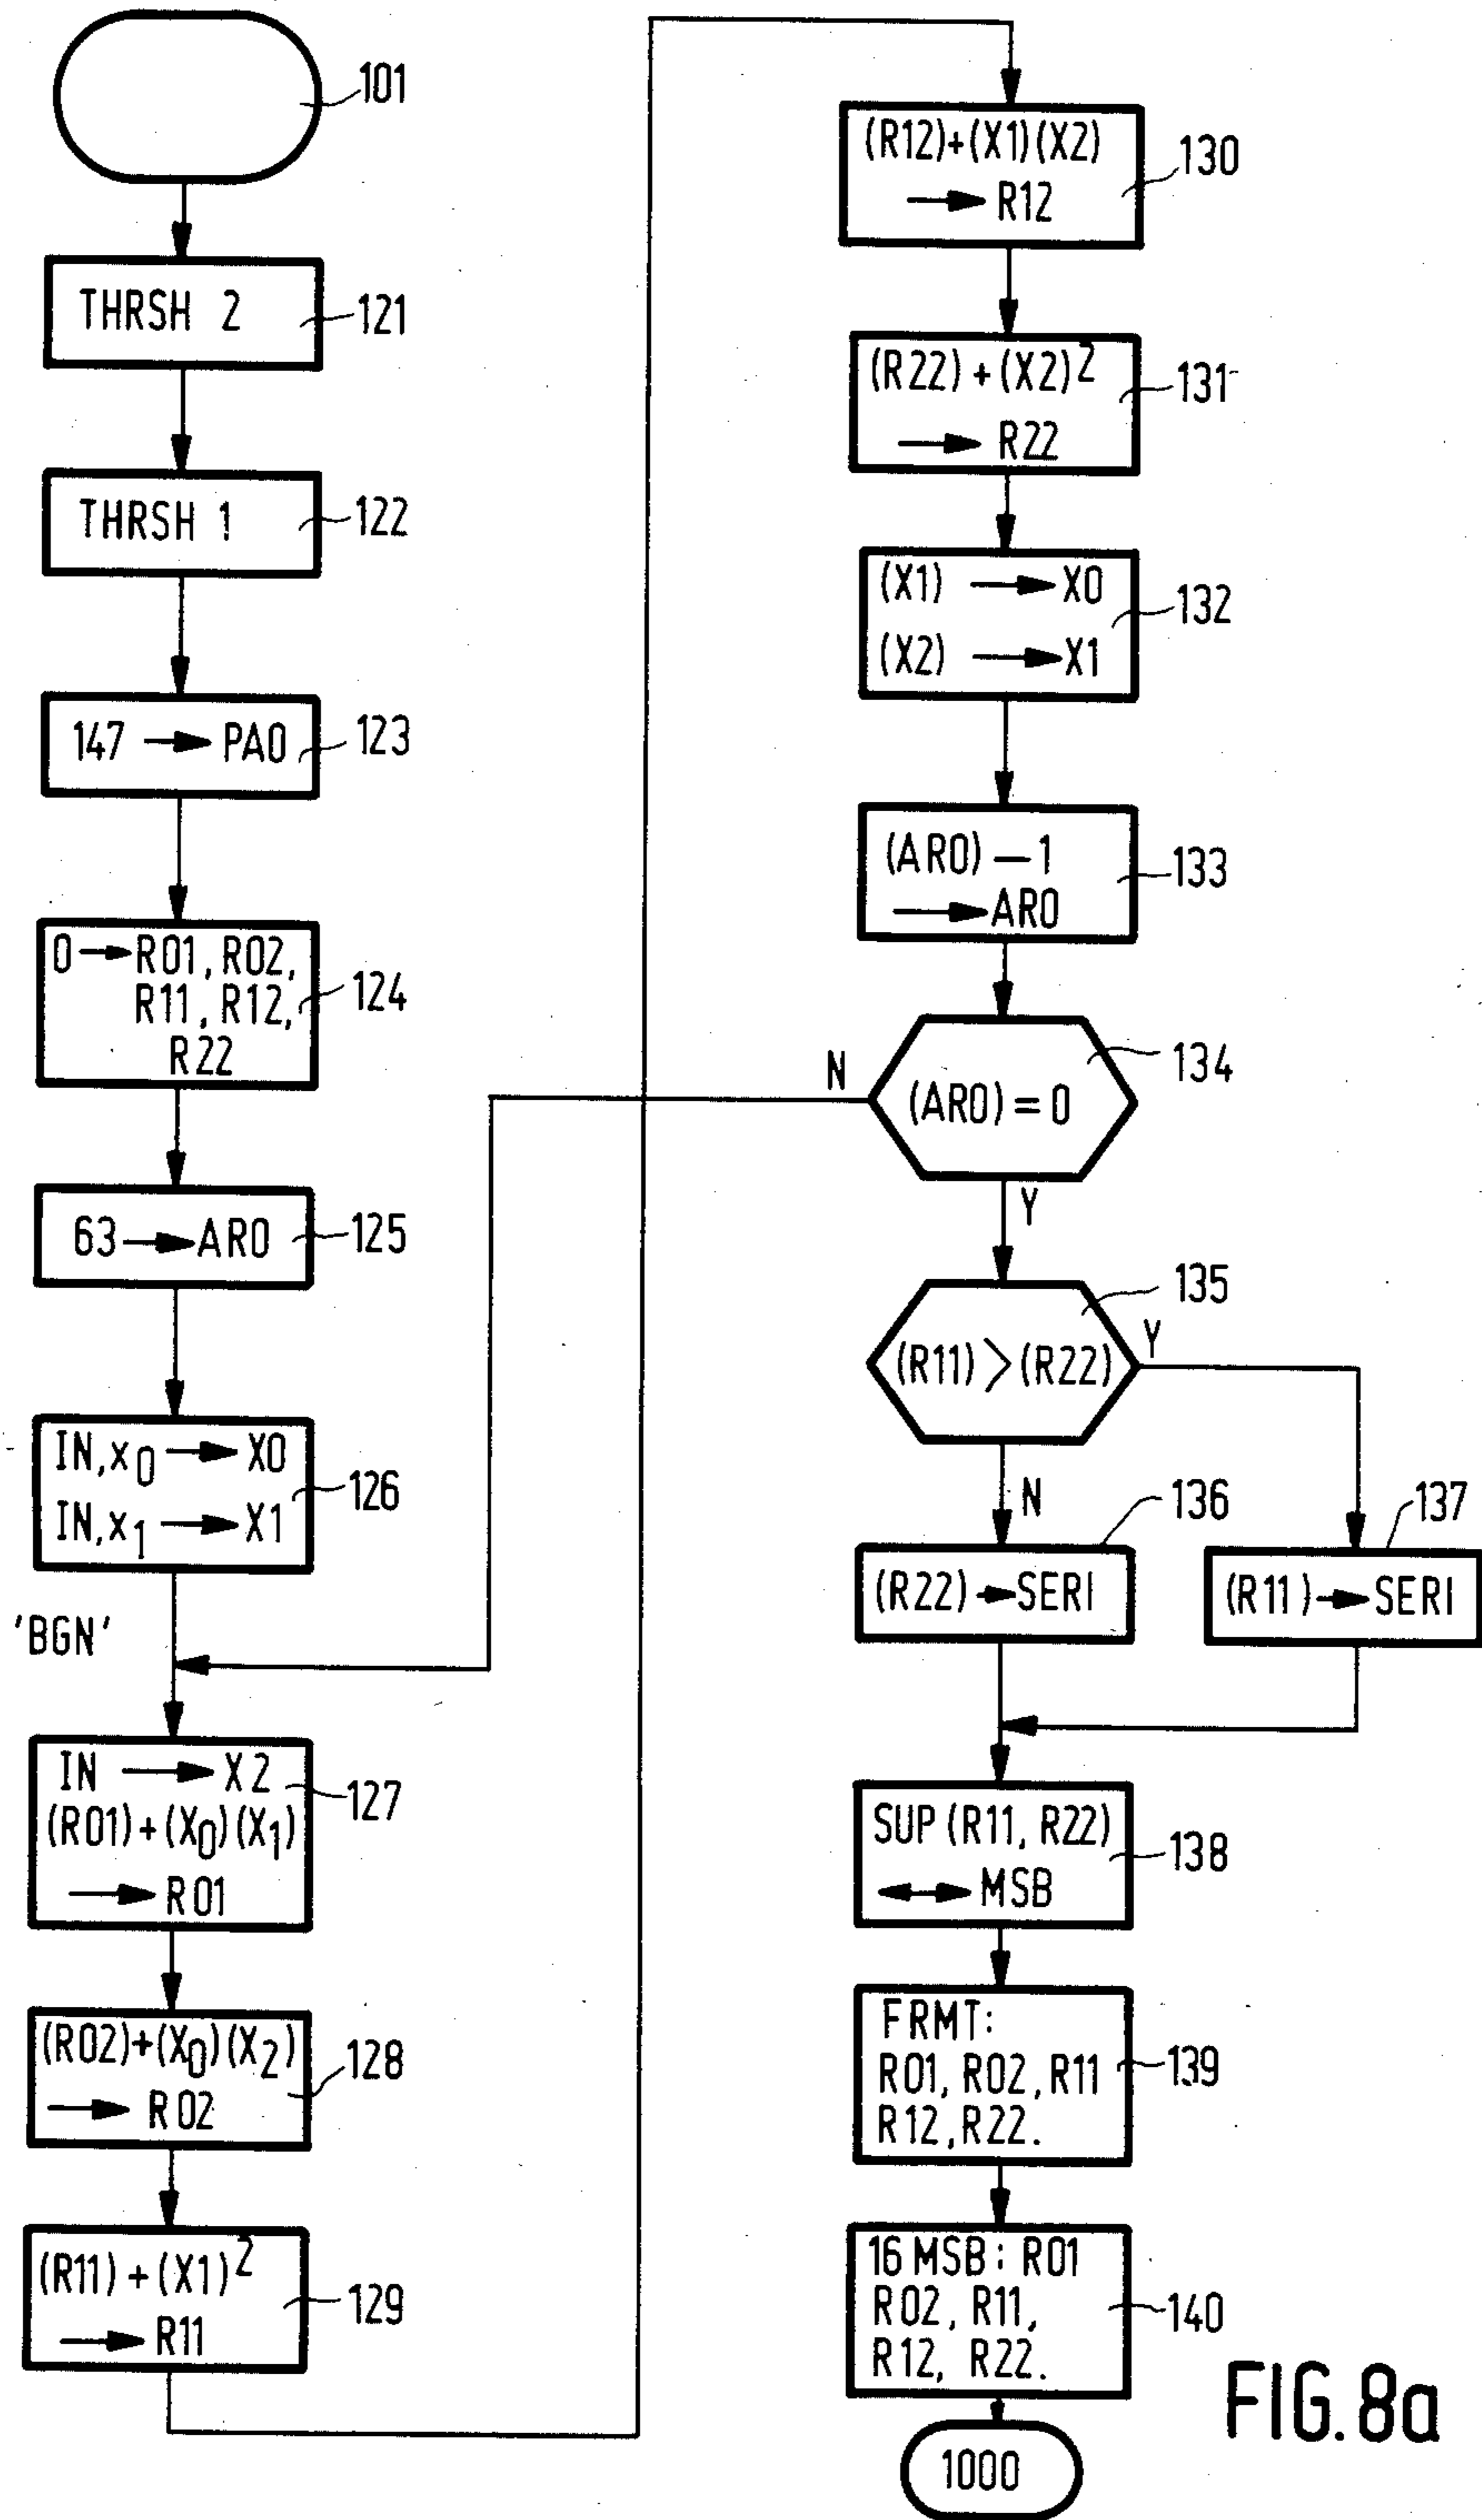 101
THRSH 2
121
THRSH 1
122
147 → PA0
123
0 → R01, R02,
R11, R12,
R22
124
63 → AR0
125
IN, x0 → X0
IN, x1 → X1
126
'BGN'
IN → X2
(R01)+(X0)(X1)
→ R01
127
(R02)+(X0)(X2)
→ R02
128
(R11)+(X1)2
→ R11
129
(R12)+(X1)(X2)
→ R12
130
(R22)+(X2)2
→ R22
131
(X1) → X0
(X2) → X1
132
(AR0) — 1
→ AR0
133
134
N
(AR0) = 0
Y
135
(R11) > (R22)
Y
N
136
137
(R22) → SERI
(R11) → SERI
SUP (R11, R22)
↔ MSB
138
FRMT:
R01, R02, R11
R12, R22.
139
16 MSB: R01
R02, R11,
R12, R22.
140
1000
FIG. 8a